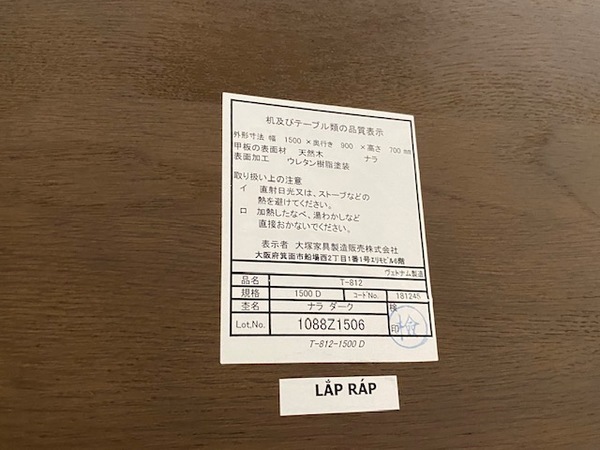 机及びテーブル類の品質表示
外形寸法 幅 1500 ×奥行き 900 ×高さ 700 mm
甲板の表面材 天然木 ナラ
表面加工 ウレタン樹脂塗装
取り扱い上の注意
イ 直射日光又は、ストーブなどの
熱を避けてください。
ロ 加熱したなべ、湯わかしなど
直接おかないでください。
表示者 大塚家具製造販売株式会社
大阪府箕面市船場西2丁目1番1号エリモビル6階
ヴェトナム製造
品名 T-812
規格 1500 D コードNo. 181245
杢名 ナラ ダーク 検
Lot.No. 1088Z1506 印
検
T-812-1500 D
LẮP RÁP